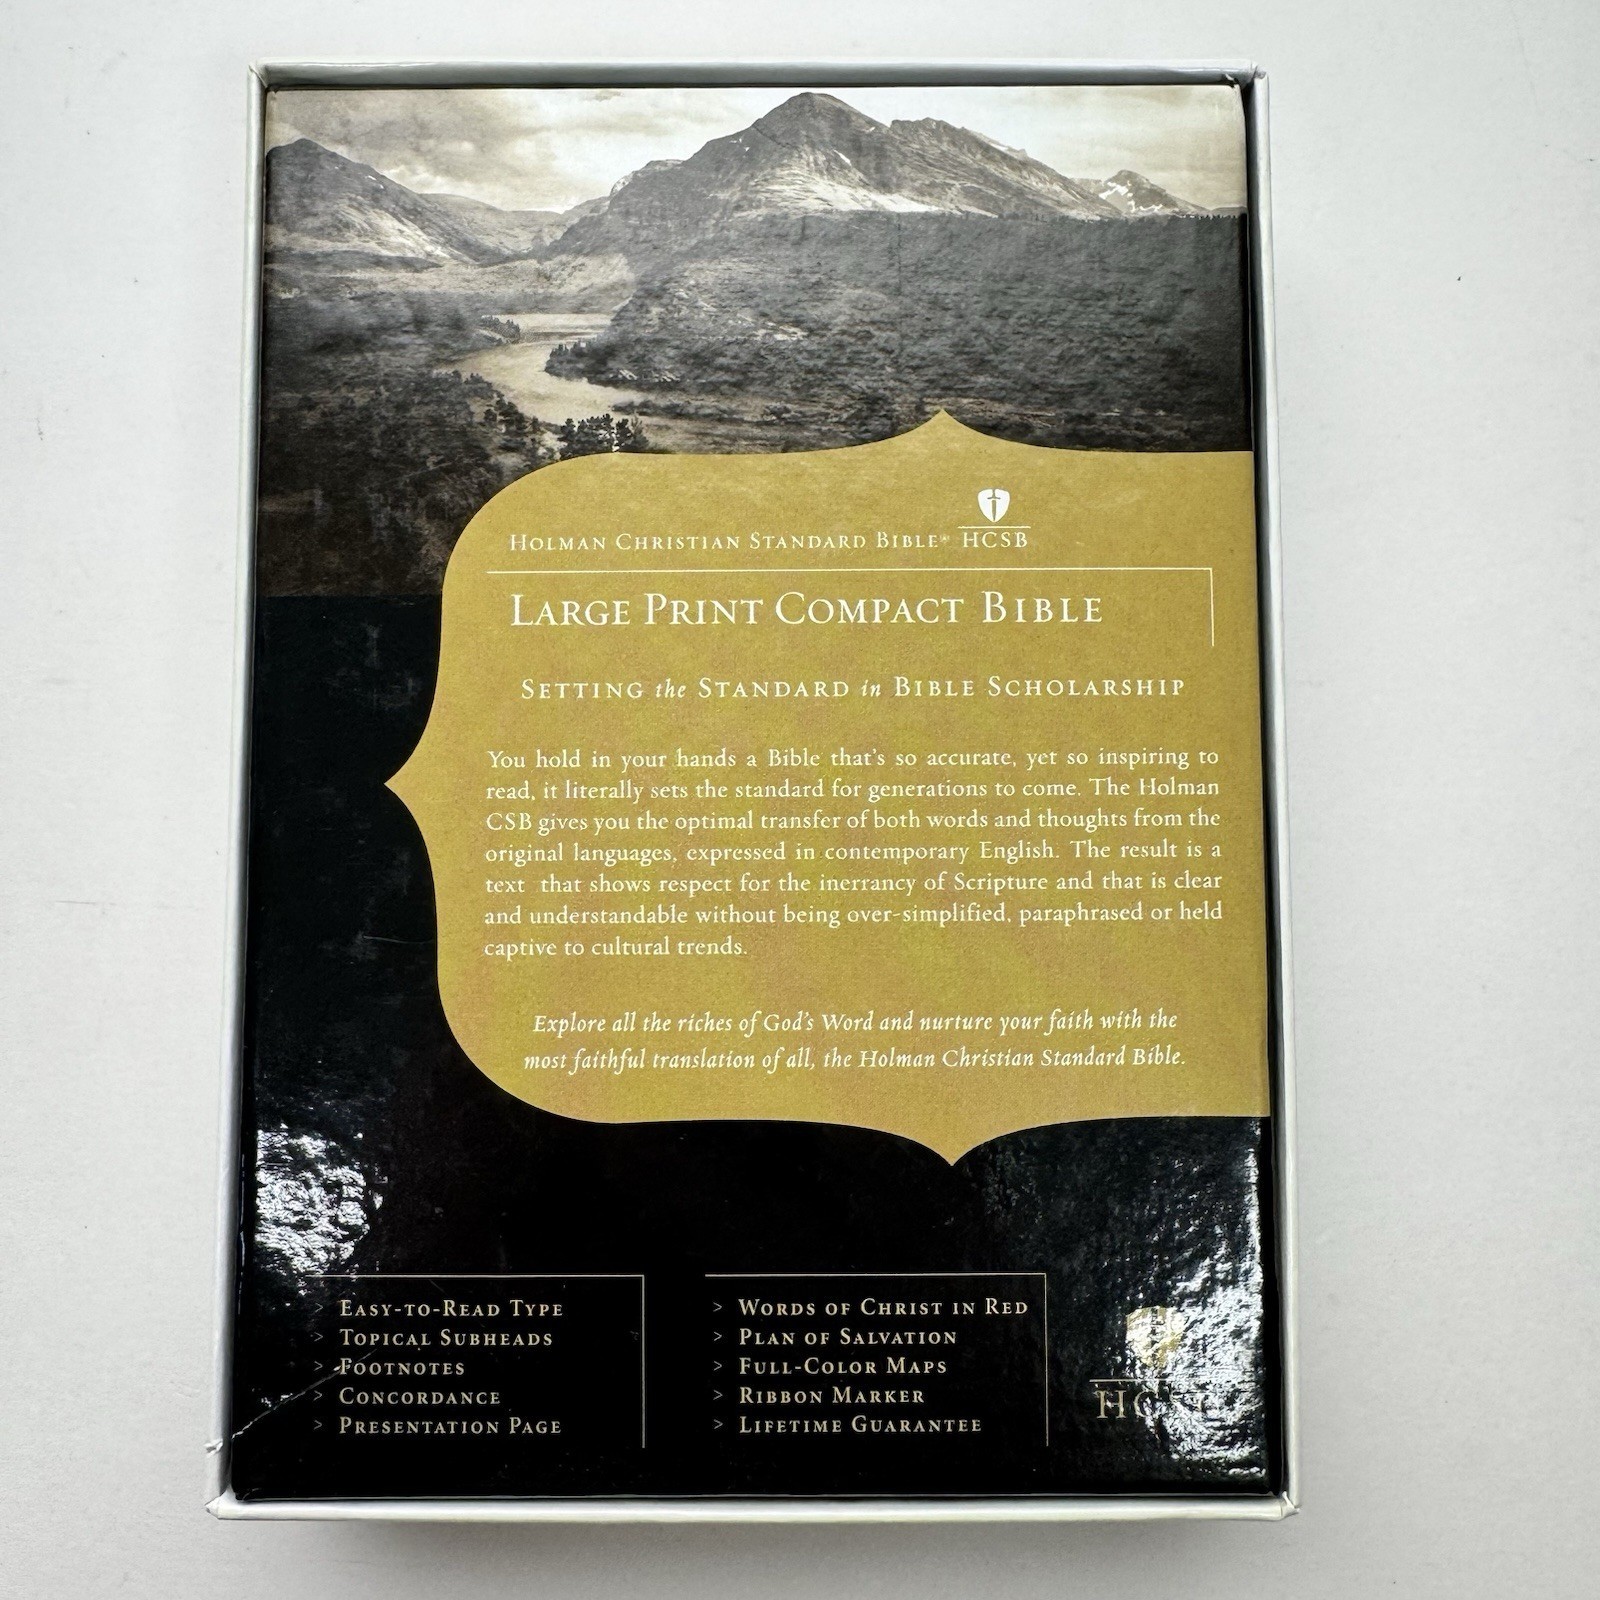 HOLMAN CHRISTIAN STANDARD BIBLE® HCSB
LARGE PRINT COMPACT BIBLE
SETTING the STANDARD in BIBLE SCHOLARSHIP
You hold in your hands a Bible that's so accurate, yet so inspiring to
read, it literally sets the standard for generations to come. The Holman
CSB gives you the optimal transfer of both words and thoughts from the
original languages, expressed in contemporary English. The result is a
text that shows respect for the inerrancy of Scripture and that is clear
and understandable without being over-simplified, paraphrased or held
captive to cultural trends.
Explore all the riches of God's Word and nurture your faith with the
most faithful translation of all, the Holman Christian Standard Bible.
> EASY-TO-READ TYPE
> TOPICAL SUBHEADS
> FOOTNOTES
> CONCORDANCE
> PRESENTATION PAGE
> WORDS OF CHRIST IN RED
> PLAN OF SALVATION
> FULL-COLOR MAPS
> RIBBON MARKER
> LIFETIME GUARANTEE